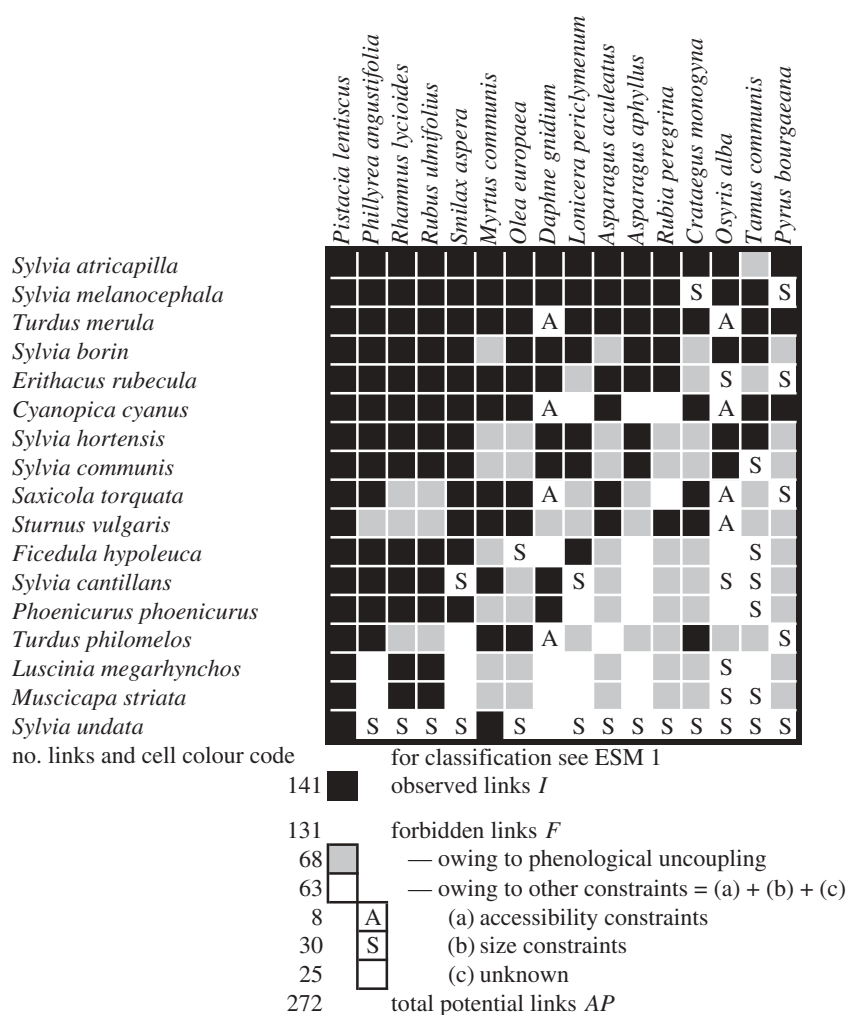 Pistacia lentiscus
Phillyrea angustifolia
Rhamnus lycioides
Rubus ulmifolius
Smilax aspera
Myrtus communis
Olea europaea
Daphne gnidium
Lonicera periclymenum
Asparagus aculeatus
Asparagus aphyllus
Rubia peregrina
Crataegus monogyna
Osyris alba
Tamus communis
Pyrus bourgaeana
Sylvia atricapilla
Sylvia melanocephala S S
Turdus merula A A
Sylvia borin
Erithacus rubecula S S
Cyanopica cyanus A A
Sylvia hortensis
Sylvia communis S
Saxicola torquata A A S
Sturnus vulgaris A
Ficedula hypoleuca S S
Sylvia cantillans S S S S
Phoenicurus phoenicurus S
Turdus philomelos A S
Luscinia megarhynchos S
Muscicapa striata S S
Sylvia undata S S S S S S S S S S S S S
no. links and cell colour code for classification see ESM 1
141 observed links I
131 forbidden links F
68 — owing to phenological uncoupling
63 — owing to other constraints = (a) + (b) + (c)
8 A (a) accessibility constraints
30 S (b) size constraints
25 (c) unknown
272 total potential links AP